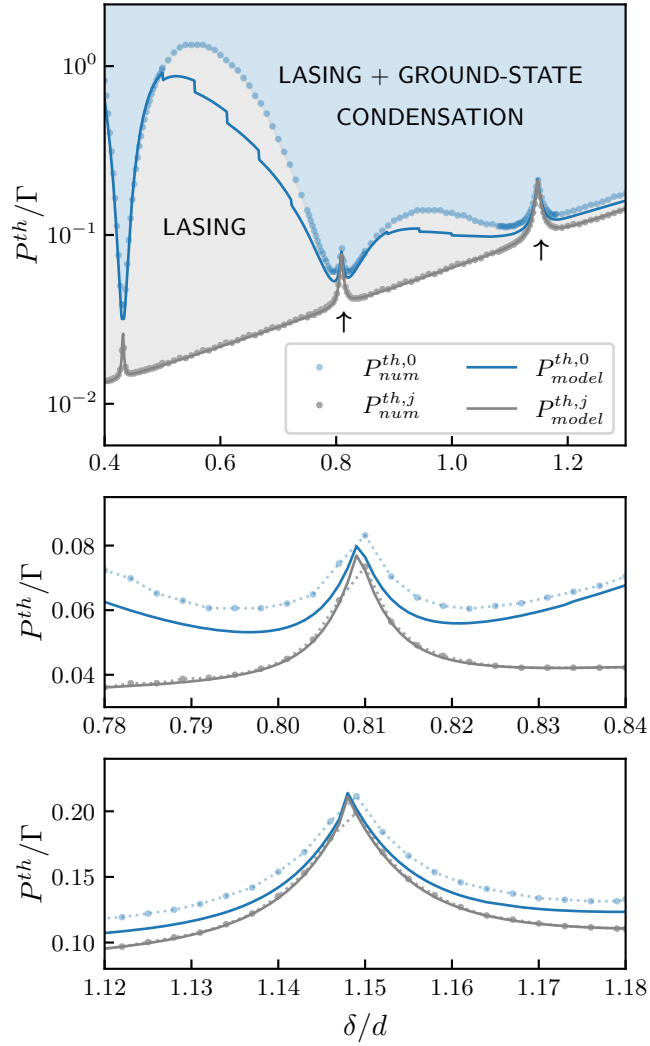 10⁰
10⁻¹
10⁻²
P^{th}/Γ
LASING + GROUND-STATE
CONDENSATION
LASING
↑ ↑
P^{th,0}_{num} P^{th,0}_{model}
P^{th,j}_{num} P^{th,j}_{model}
0.4 0.6 0.8 1.0 1.2
0.08
0.06
0.04
P^{th}/Γ
0.78 0.79 0.80 0.81 0.82 0.83 0.84
0.20
0.15
0.10
P^{th}/Γ
1.12 1.13 1.14 1.15 1.16 1.17 1.18
δ/d